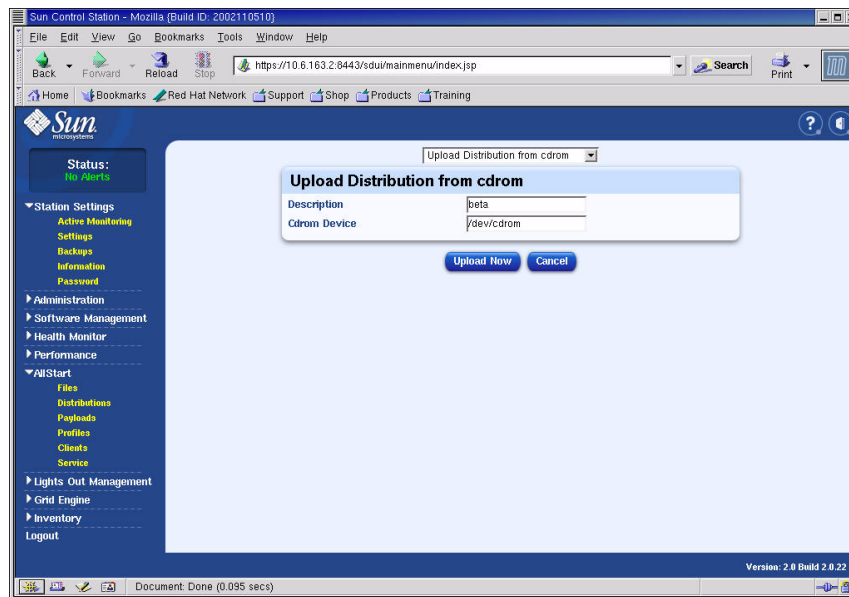 Sun Control Station - Mozilla {Build ID: 2002110510}
File Edit View Go Bookmarks Tools Window Help
Back Forward Reload Stop https://10.6.163.2:8443/sdui/mainmenu/index.jsp Search Print
Home Bookmarks Red Hat Network Support Shop Products Training
Sun
microsystems
?
Status:
No Alerts
Upload Distribution from cdrom
Upload Distribution from cdrom
Description beta
Cdrom Device /dev/cdrom
Upload Now Cancel
Station Settings
Active Monitoring
Settings
Backups
Information
Password
Administration
Software Management
Health Monitor
Performance
AllStart
Files
Distributions
Payloads
Profiles
Clients
Service
Lights Out Management
Grid Engine
Inventory
Logout
Version: 2.0 Build 2.0.22
Document: Done (0.095 secs)